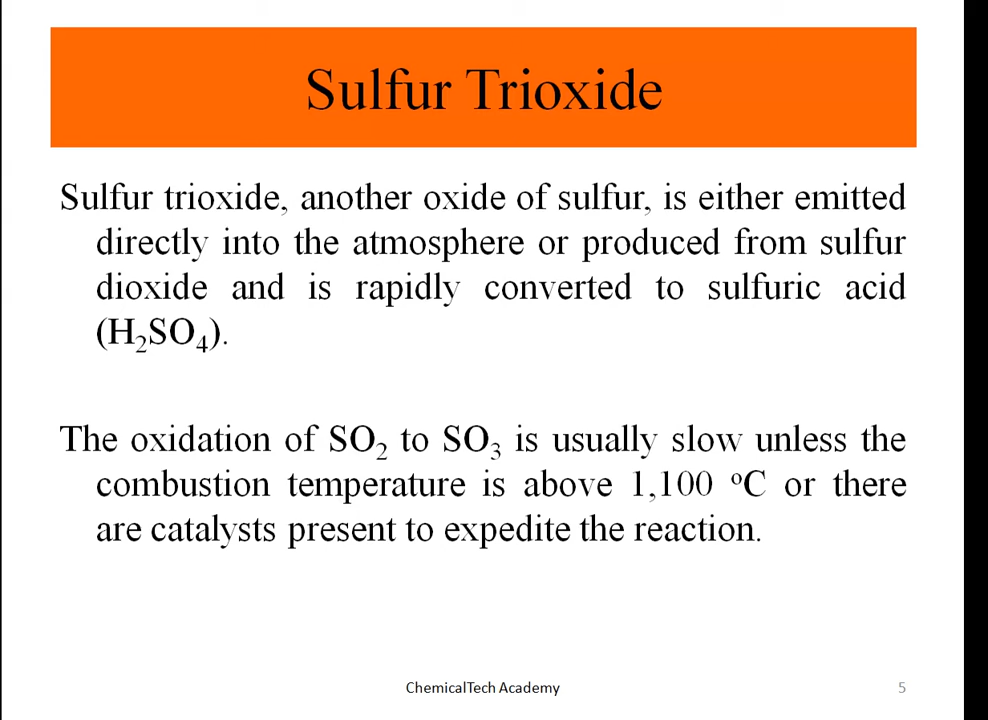 Sulfur Trioxide
Sulfur trioxide, another oxide of sulfur, is either emitted
directly into the atmosphere or produced from sulfur
dioxide and is rapidly converted to sulfuric acid
(H₂SO₄).
The oxidation of SO₂ to SO₃ is usually slow unless the
combustion temperature is above 1,100 ºC or there
are catalysts present to expedite the reaction.
ChemicalTech Academy
5